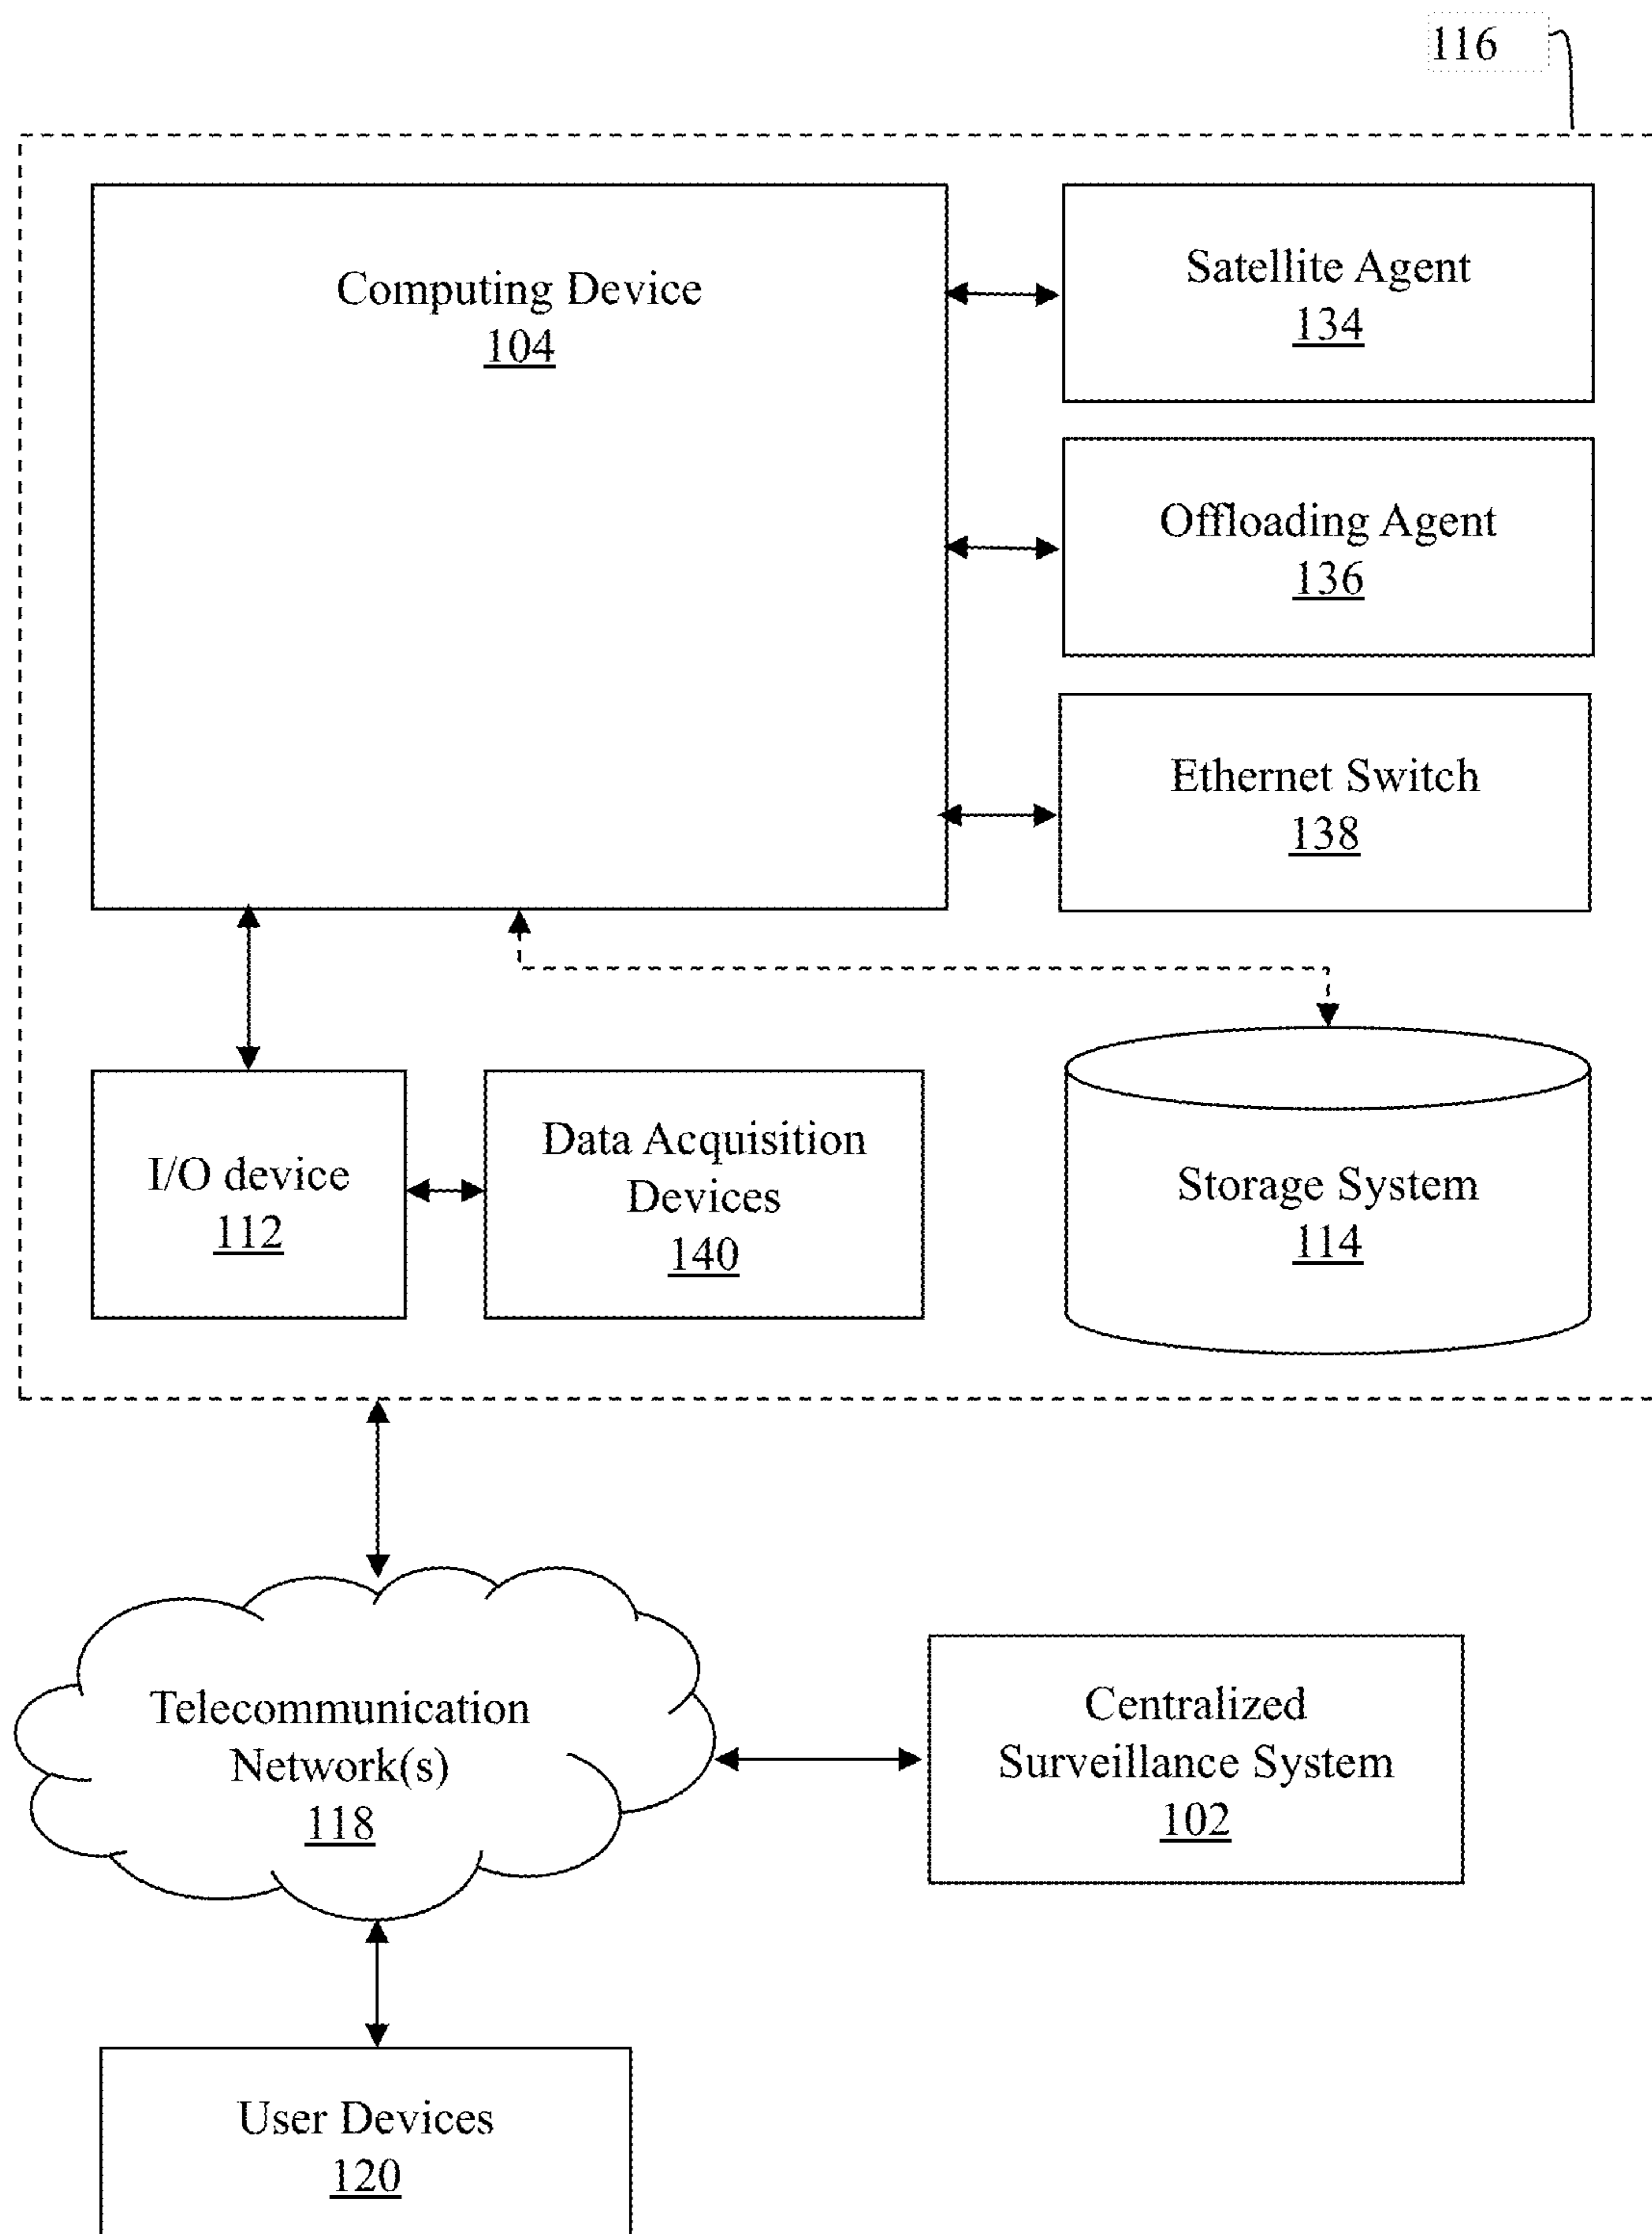 116
Computing Device
104
Satellite Agent
134
Offloading Agent
136
Ethernet Switch
138
I/O device
112
Data Acquisition
Devices
140
Storage System
114
Telecommunication
Network(s)
118
Centralized
Surveillance System
102
User Devices
120